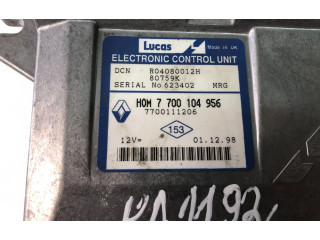 Lucas
Made in UK
ELECTRONIC CONTROL UNIT
DCN R04080012H
80759K
SERIAL No 623402 MRG
HOM 7 700 104 956
7700111206
153
12V= 01.12.98